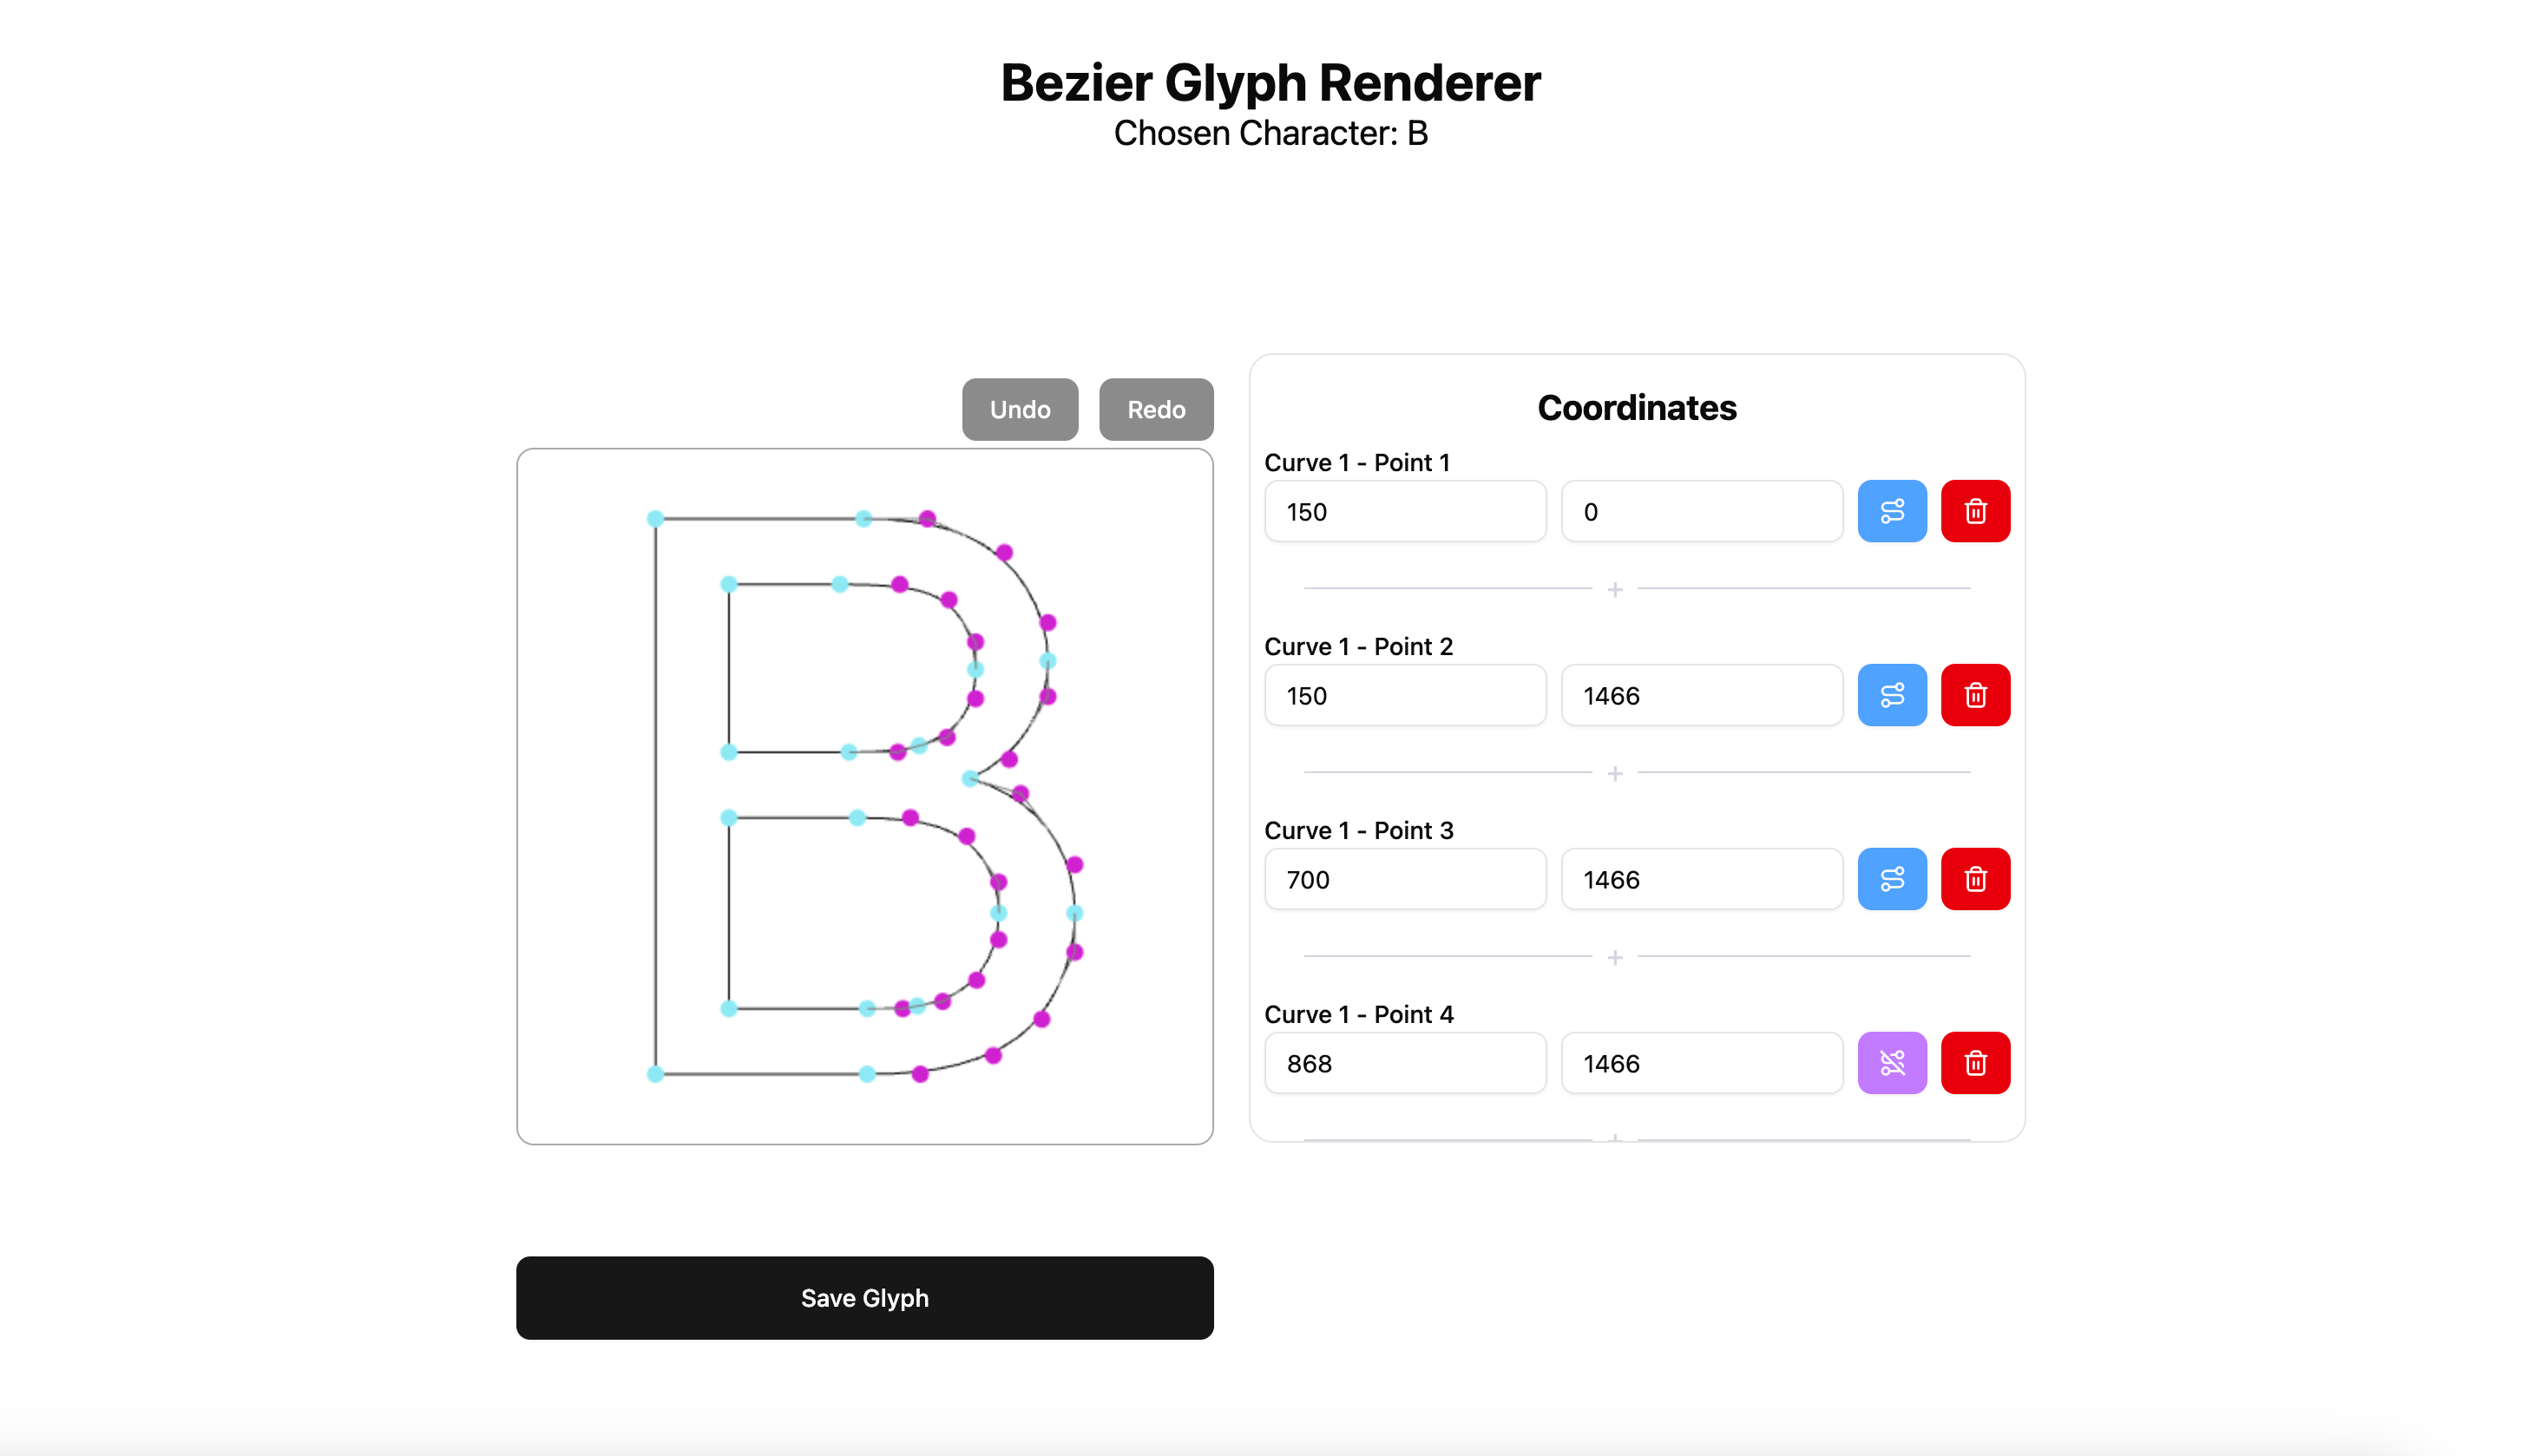 Bezier Glyph Renderer
Chosen Character: B
Undo Redo
Coordinates
Curve 1 - Point 1
150 0
+
Curve 1 - Point 2
150 1466
+
Curve 1 - Point 3
700 1466
+
Curve 1 - Point 4
868 1466
+
Save Glyph